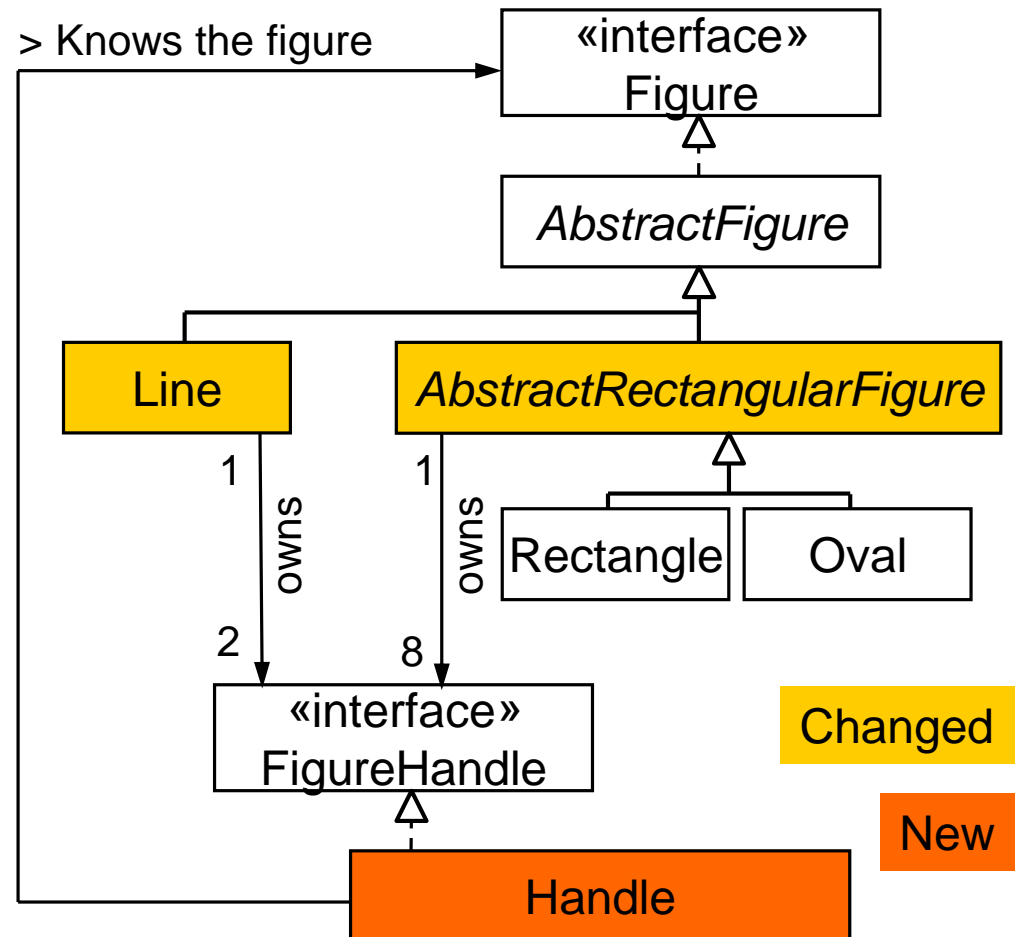 > Knows the figure
«interface»
Figure
AbstractFigure
Line
AbstractRectangularFigure
1
owns
2
1
owns
8
Rectangle
Oval
«interface»
FigureHandle
Changed
New
Handle